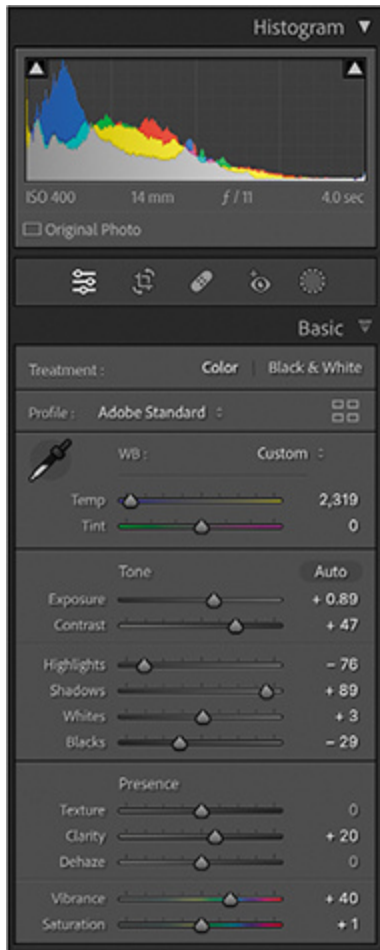 Histogram
ISO 400 14 mm ƒ / 11 4.0 sec
Original Photo
Basic
Treatment : Color Black & White
Profile : Adobe Standard
WB : Custom
Temp 2,319
Tint 0
Tone Auto
Exposure + 0.89
Contrast + 47
Highlights − 76
Shadows + 89
Whites + 3
Blacks − 29
Presence
Texture 0
Clarity + 20
Dehaze 0
Vibrance + 40
Saturation + 1